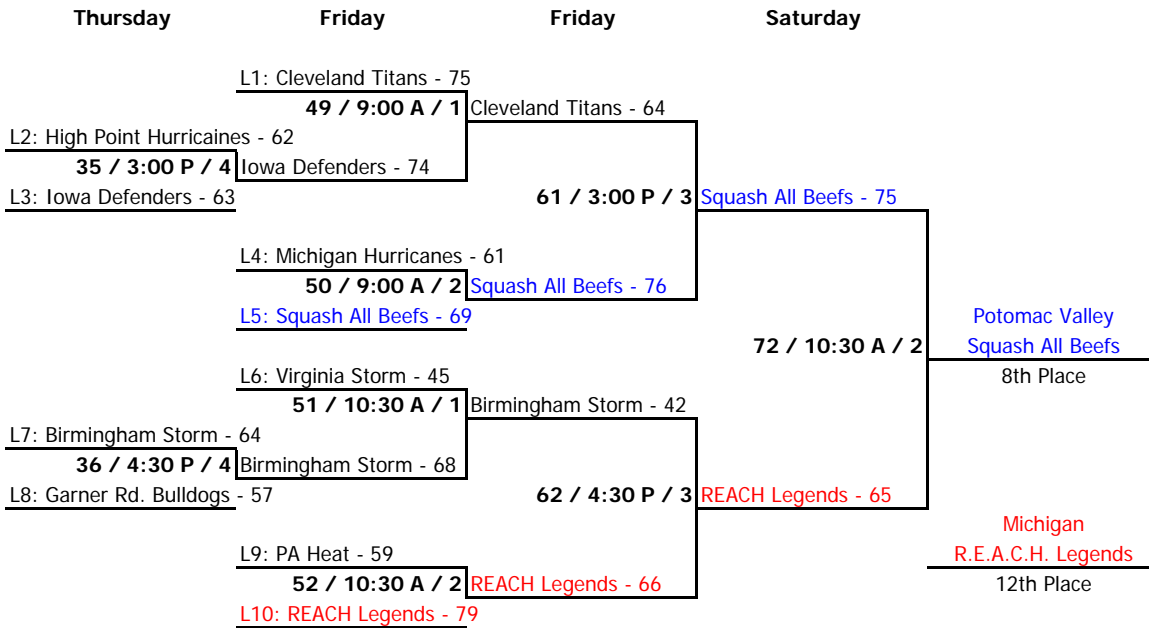 Thursday Friday Friday Saturday
L1: Cleveland Titans - 75
49 / 9:00 A / 1 Cleveland Titans - 64
L2: High Point Hurricaines - 62
35 / 3:00 P / 4 Iowa Defenders - 74
L3: Iowa Defenders - 63 61 / 3:00 P / 3 Squash All Beefs - 75
L4: Michigan Hurricanes - 61
50 / 9:00 A / 2 Squash All Beefs - 76
L5: Squash All Beefs - 69 Potomac Valley
72 / 10:30 A / 2 Squash All Beefs
L6: Virginia Storm - 45 8th Place
51 / 10:30 A / 1 Birmingham Storm - 42
L7: Birmingham Storm - 64
36 / 4:30 P / 4 Birmingham Storm - 68
L8: Garner Rd. Bulldogs - 57 62 / 4:30 P / 3 REACH Legends - 65
Michigan
L9: PA Heat - 59 R.E.A.C.H. Legends
52 / 10:30 A / 2 REACH Legends - 66 12th Place
L10: REACH Legends - 79